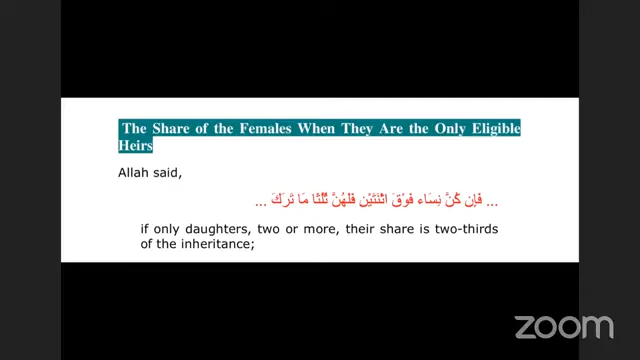 The Share of the Females When They Are the Only Eligible
Heirs
Allah said,
... فَإِن كُنَّ نِسَاء فَوْقَ اثْنَتَيْنِ فَلَهُنَّ ثُلُثَا مَا تَرَكَ ...
if only daughters, two or more, their share is two-thirds
of the inheritance;
zoom